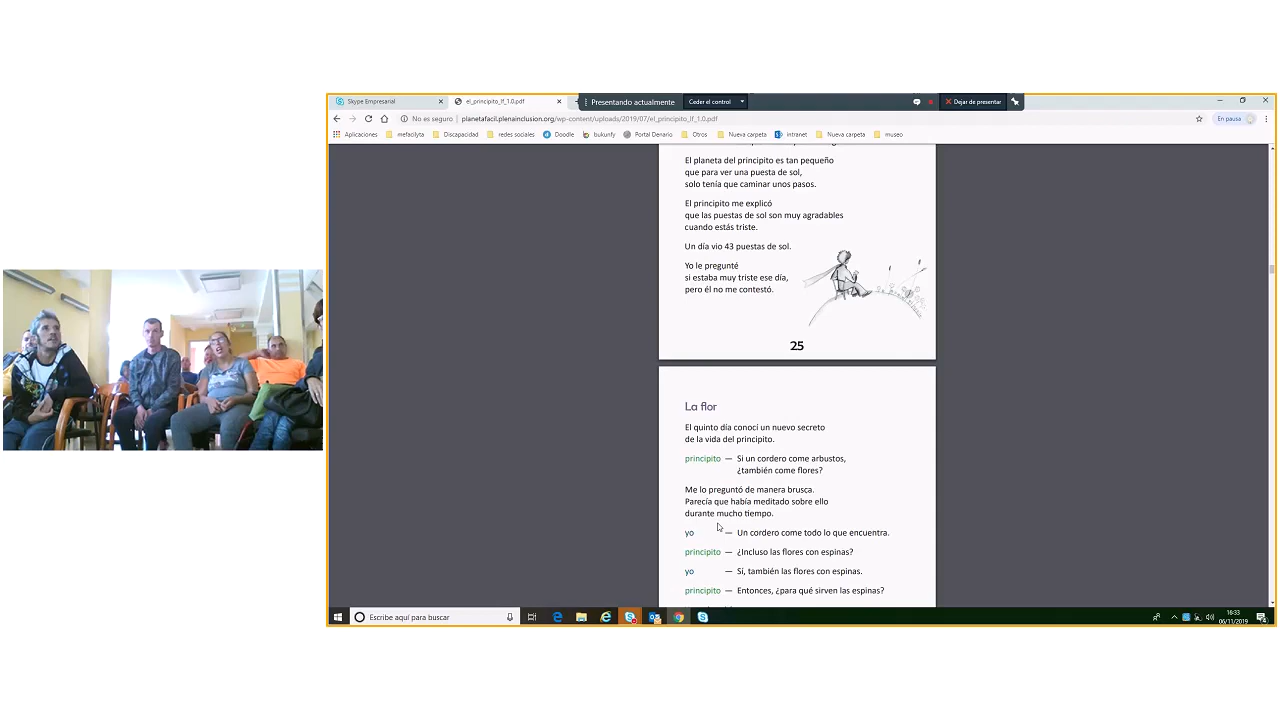 Skype Empresarial
el_principito_lf_1.0.pdf
Presentando actualmente
Ceder el control
Dejar de presentar
No es seguro
planetafacil.plenainclusion.org/wp-content/uploads/2019/07/el_principito_lf_1.0.pdf
En pausa
Aplicaciones
mefacilyta
Discapacidad
redes sociales
Doodle
bukunfy
Portal Denario
Otros
Nueva carpeta
intranet
Nueva carpeta
museo
El planeta del principito es tan pequeño
que para ver una puesta de sol,
solo tenía que caminar unos pasos.
El principito me explicó
que las puestas de sol son muy agradables
cuando estás triste.
Un día vio 43 puestas de sol.
Yo le pregunté
si estaba muy triste ese día,
pero él no me contestó.
25
La flor
El quinto día conocí un nuevo secreto
de la vida del principito.
principito — Si un cordero come arbustos,
¿también come flores?
Me lo preguntó de manera brusca.
Parecía que había meditado sobre ello
durante mucho tiempo.
yo — Un cordero come todo lo que encuentra.
principito — ¿Incluso las flores con espinas?
yo — Sí, también las flores con espinas.
principito — Entonces, ¿para qué sirven las espinas?
Escribe aquí para buscar
16:33
06/11/2019